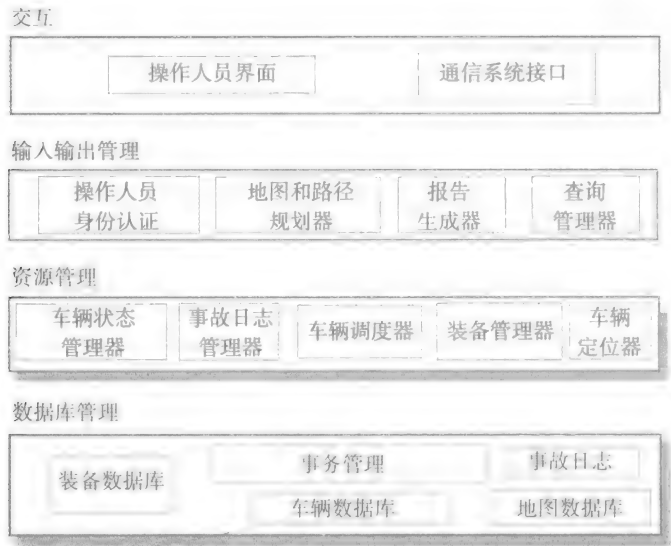 交互
操作人员界面 通信系统接口
输入输出管理
操作人员 地图和路径 报告 查询
身份认证 规划器 生成器 管理器
资源管理
车辆状态 事故日志 车辆调度器 装备管理器 车辆
管理器 管理器 定位器
数据库管理
装备数据库 事务管理 事故日志
车辆数据库 地图数据库